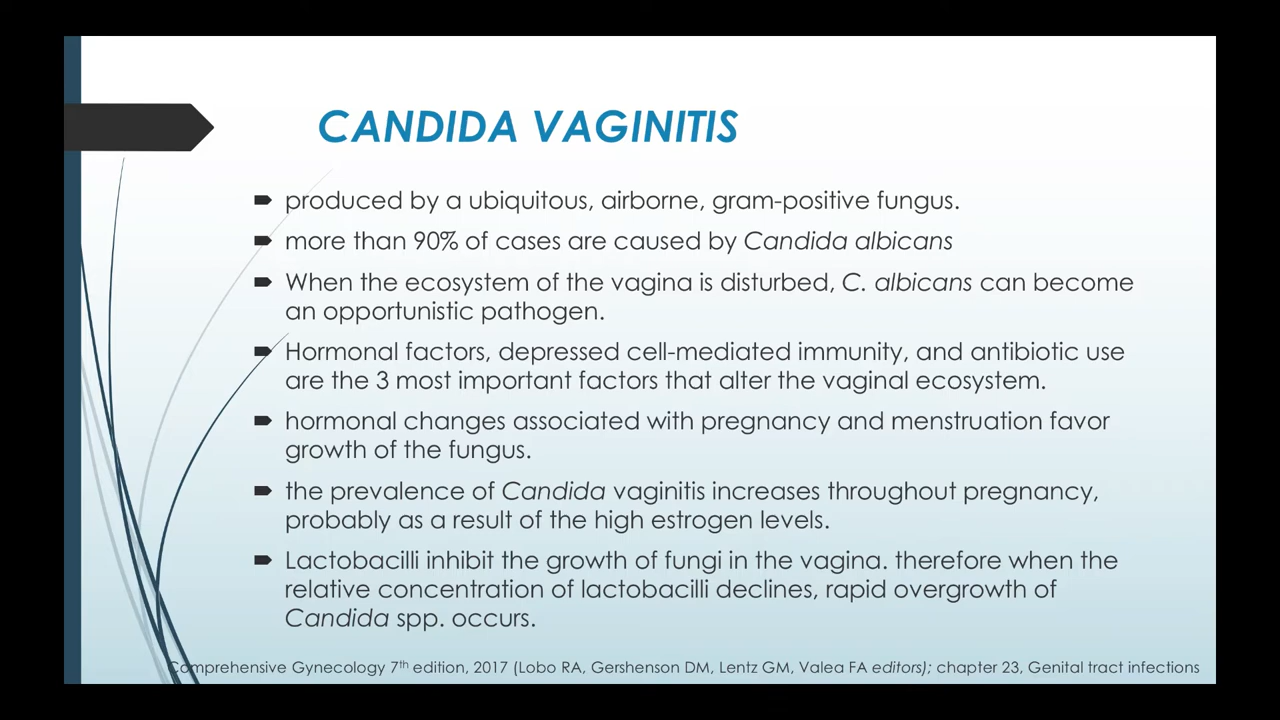 CANDIDA VAGINITIS
produced by a ubiquitous, airborne, gram-positive fungus.
more than 90% of cases are caused by Candida albicans
When the ecosystem of the vagina is disturbed, C. albicans can become
an opportunistic pathogen.
Hormonal factors, depressed cell-mediated immunity, and antibiotic use
are the 3 most important factors that alter the vaginal ecosystem.
hormonal changes associated with pregnancy and menstruation favor
growth of the fungus.
the prevalence of Candida vaginitis increases throughout pregnancy,
probably as a result of the high estrogen levels.
Lactobacilli inhibit the growth of fungi in the vagina. therefore when the
relative concentration of lactobacilli declines, rapid overgrowth of
Candida spp. occurs.
Comprehensive Gynecology 7th edition, 2017 (Lobo RA, Gershenson DM, Lentz GM, Valea FA editors); chapter 23, Genital tract infections